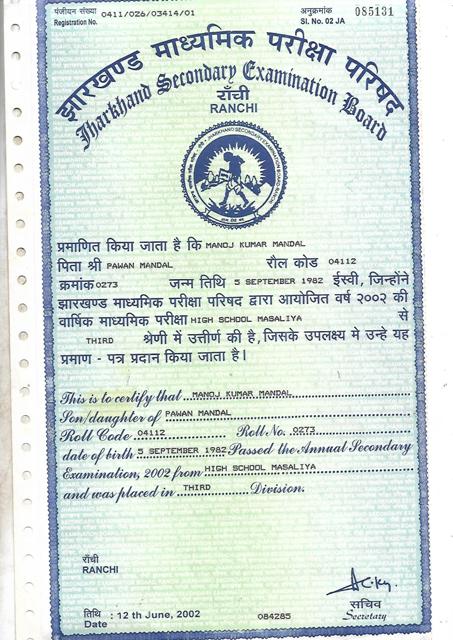 पंजीयन संख्या 0411/026/03414/01 अनुक्रमांक 085131
Registration No. Sl. No. 02 JA
झारखण्ड माध्यमिक परीक्षा परिषद
Jharkhand Secondary Examination Board
राँची
RANCHI
प्रमाणित किया जाता है कि MANOJ KUMAR MANDAL
पिता श्री PAWAN MANDAL रौल कोड 04112
क्रमांक 0273 जन्म तिथि 5 SEPTEMBER 1982 ईस्वी, जिन्होंने
झारखण्ड माध्यमिक परीक्षा परिषद द्वारा आयोजित वर्ष २००२ की
वार्षिक माध्यमिक परीक्षा HIGH SCHOOL MASALIYA से
THIRD श्रेणी में उत्तीर्ण की है, जिसके उपलक्ष्य मे उन्हे यह
प्रमाण - पत्र प्रदान किया जाता है।
This is to certify that MANOJ KUMAR MANDAL
Son/daughter of PAWAN MANDAL
Roll Code 04112 Roll No. 0273
date of birth 5 SEPTEMBER 1982 Passed the Annual Secondary
Examination, 2002 from HIGH SCHOOL MASALIYA
and was placed in THIRD Division.
राँची
RANCHI
सचिव
Secretary
तिथि : 12 th June, 2002 084285
Date